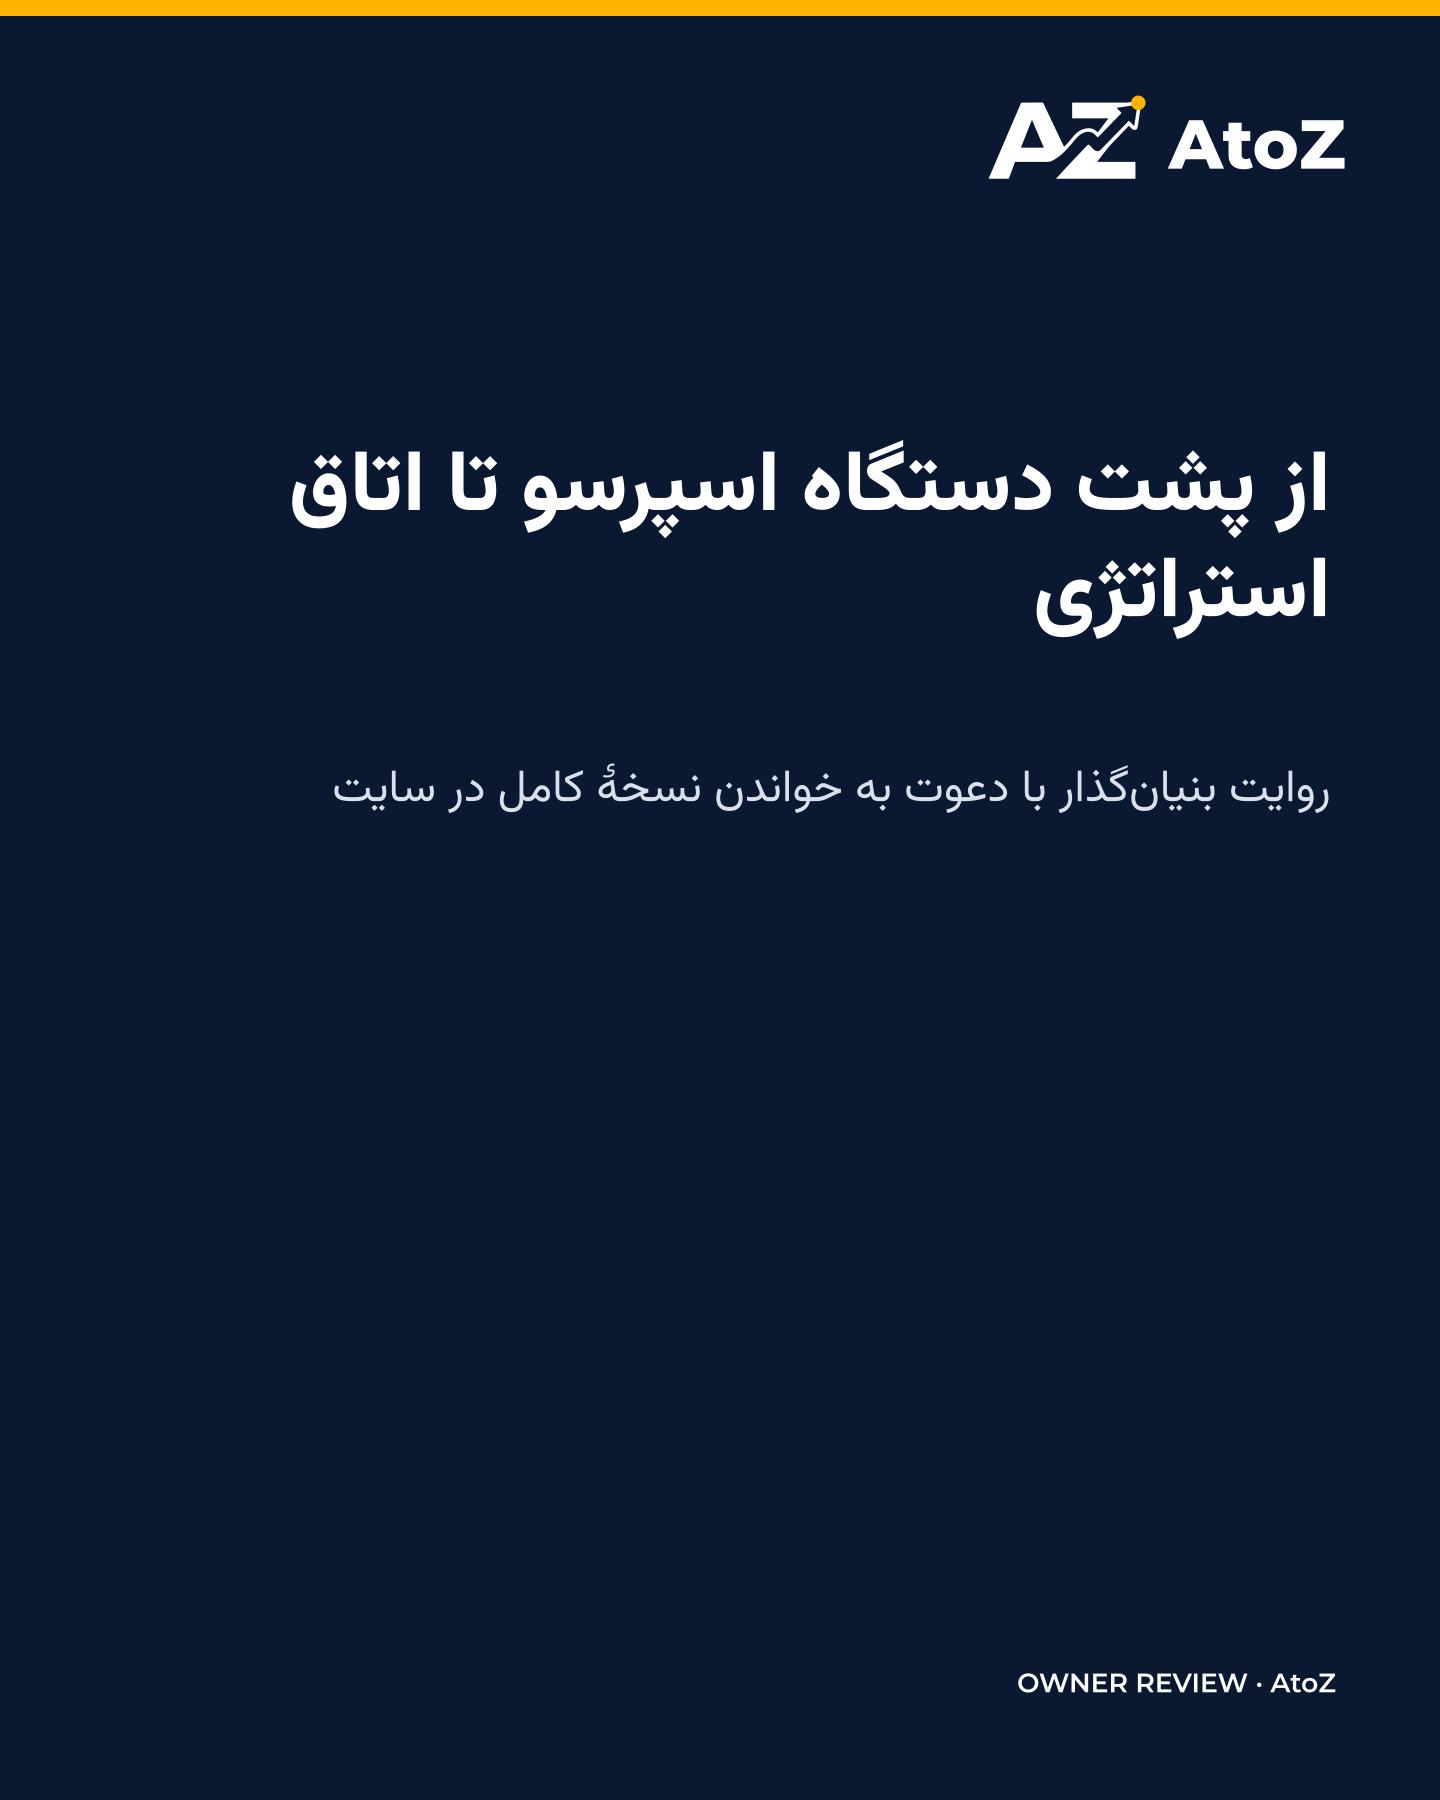 AZ AtoZ
از پشت دستگاه اسپرسو تا اتاق
استراتژی
روایت بنیان‌گذار با دعوت به خواندن نسخهٔ کامل در سایت
OWNER REVIEW · AtoZ